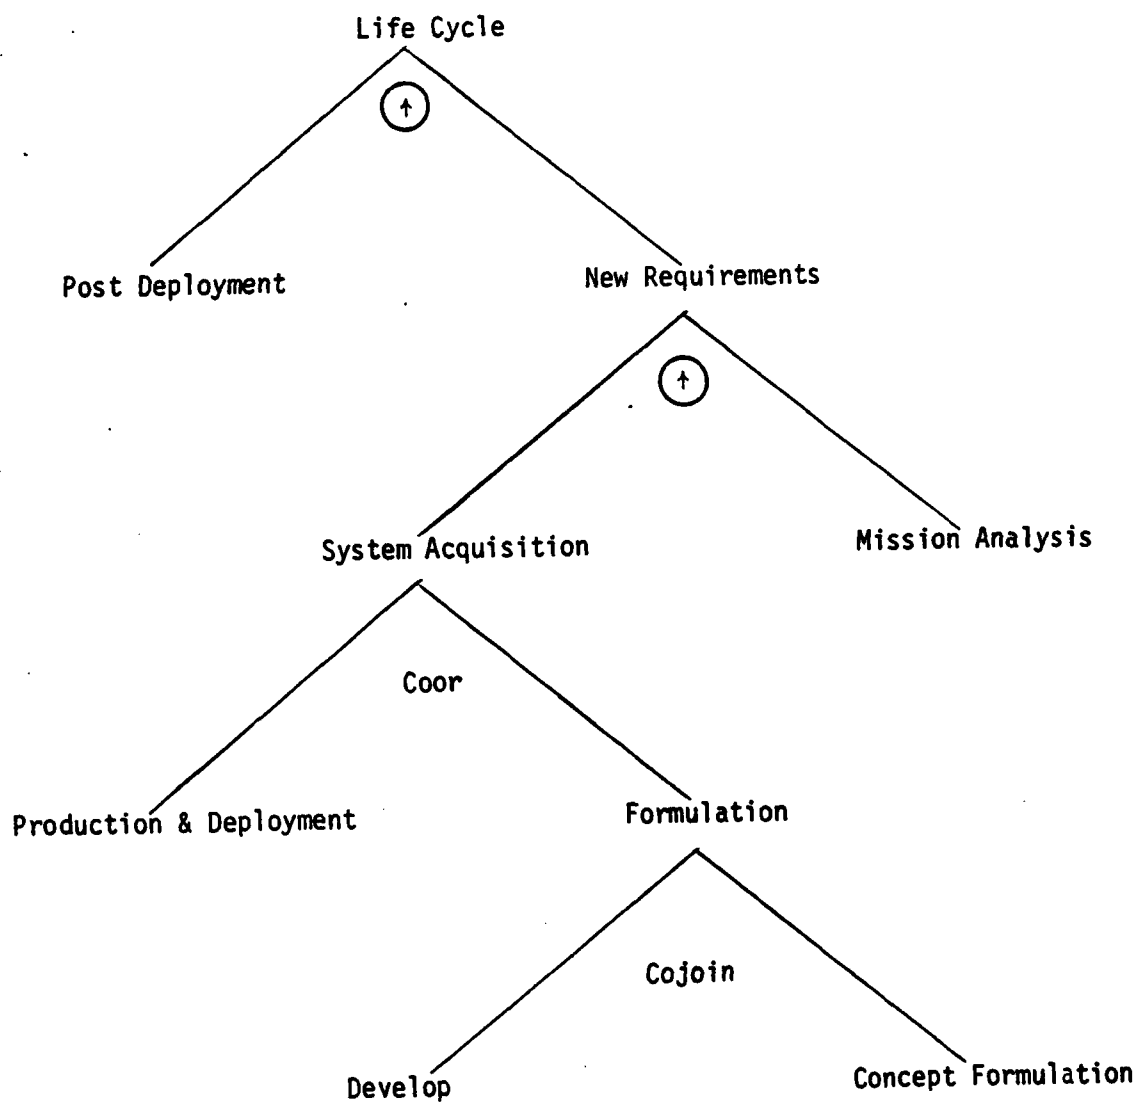 Life Cycle
↑
Post Deployment
New Requirements
↑
System Acquisition
Mission Analysis
Coor
Production & Deployment
Formulation
Cojoin
Develop
Concept Formulation